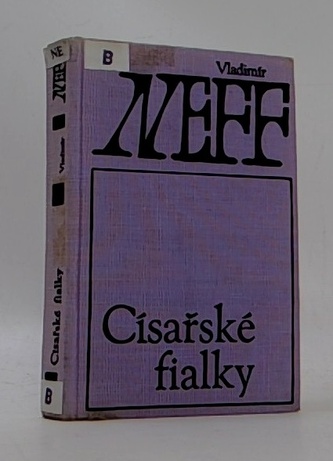 B
Vladimír
NEFF
Císařské
fialky
NE
NEFF
Vladimír
Císařské fialky
B